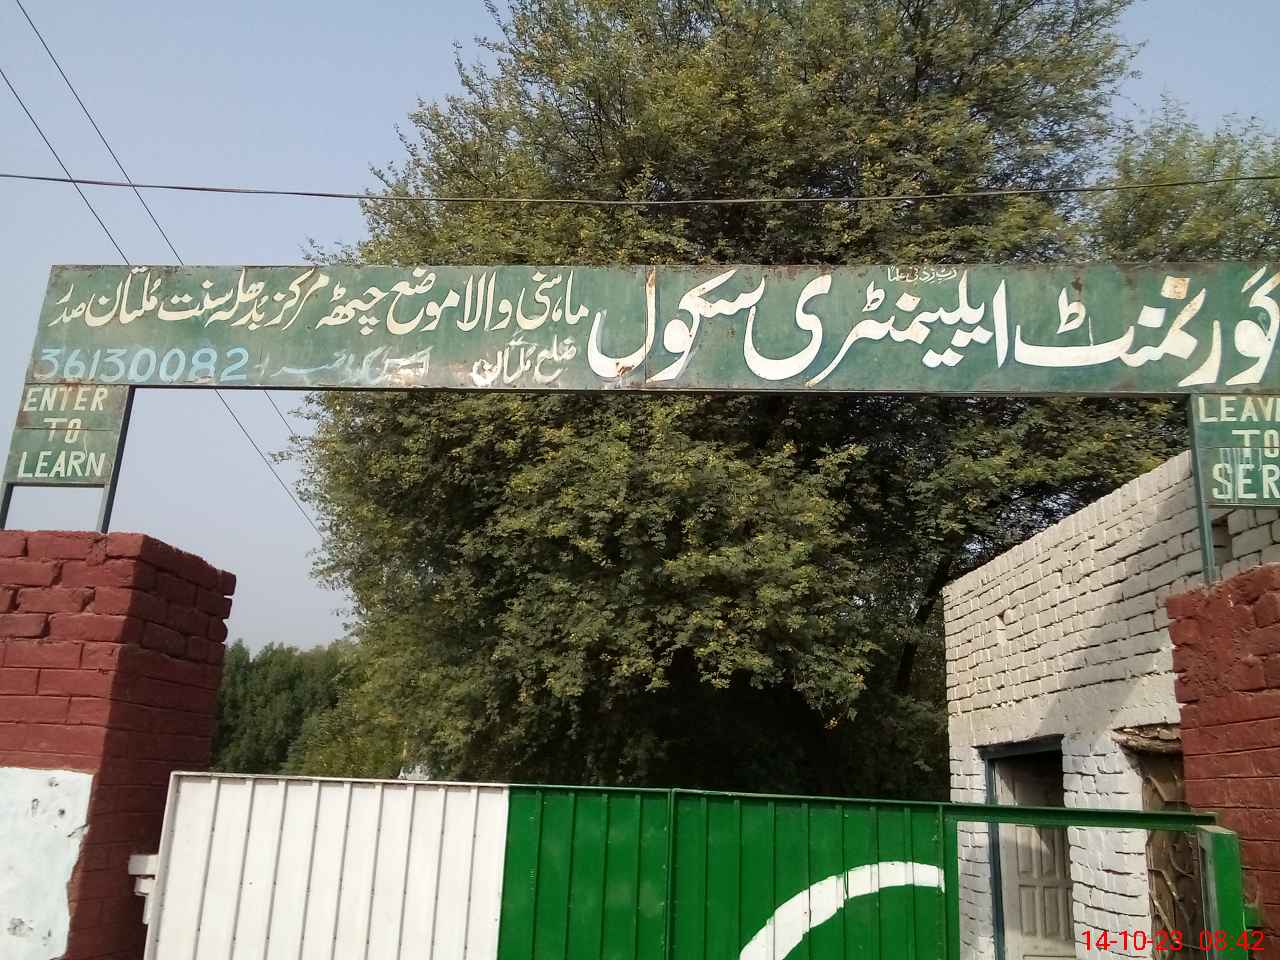 گورنمنٹ ایلیمنٹری سکول ماہنی والا موضع چھٹہ مرکز بدھلہ سنت ملتان صدر
ضلع ملتان
36130082
ENTER
TO
LEARN
LEAV
TO
SER
14-10-23 08:42